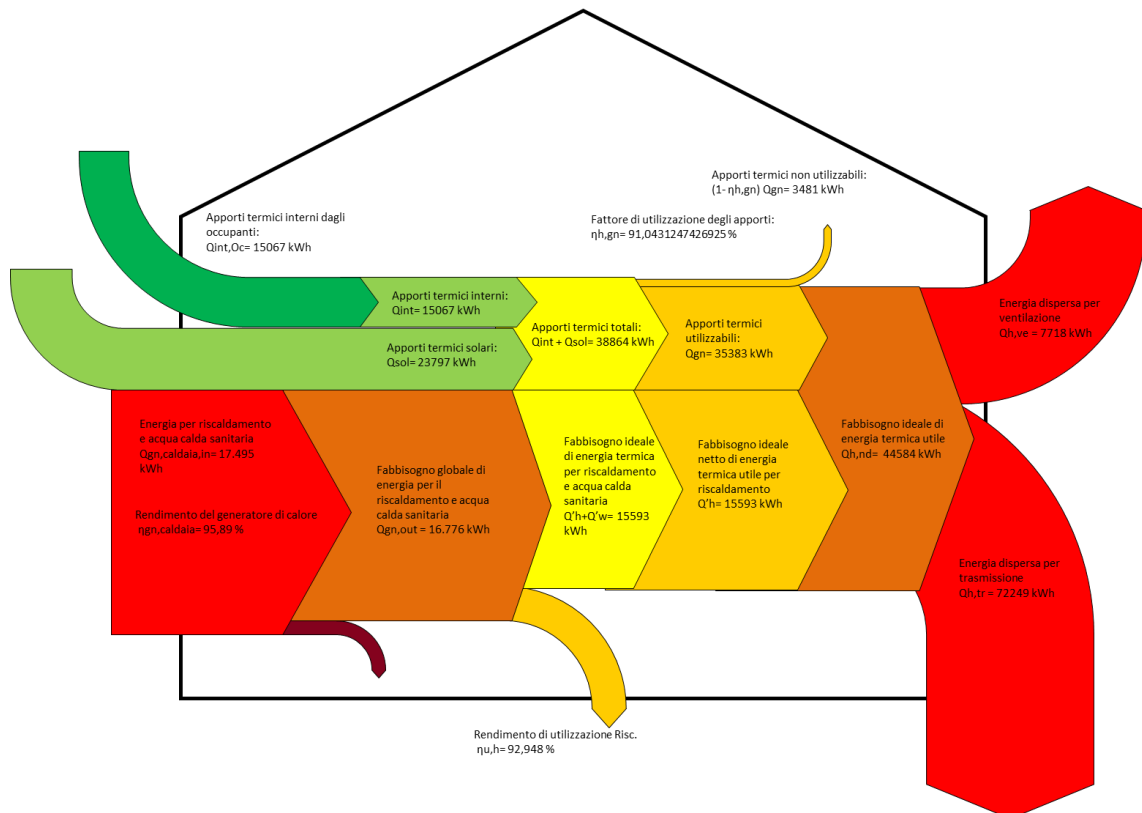 Apporti termici non utilizzabili:
(1- ηh,gn) Qgn= 3481 kWh
Apporti termici interni dagli
occupanti:
Qint,Oc= 15067 kWh
Fattore di utilizzazione degli apporti:
ηh,gn= 91,0431247426925 %
Apporti termici interni:
Qint= 15067 kWh
Apporti termici solari:
Qsol= 23797 kWh
Apporti termici totali:
Qint + Qsol= 38864 kWh
Apporti termici
utilizzabili:
Qgn= 35383 kWh
Energia dispersa per
ventilazione
Qh,ve = 7718 kWh
Energia per riscaldamento
e acqua calda sanitaria
Qgn,caldaia,in= 17.495
kWh
Rendimento del generatore di calore
ηgn,caldaia= 95,89 %
Fabbisogno globale di
energia per il
riscaldamento e acqua
calda sanitaria
Qgn,out = 16.776 kWh
Fabbisogno ideale
di energia termica
per riscaldamento
e acqua calda
sanitaria
Q'h+Q'w= 15593
kWh
Fabbisogno ideale
netto di energia
termica utile per
riscaldamento
Q'h= 15593 kWh
Fabbisogno ideale di
energia termica utile
Qh,nd= 44584 kWh
Energia dispersa per
trasmissione
Qh,tr = 72249 kWh
Rendimento di utilizzazione Risc.
ηu,h= 92,948 %